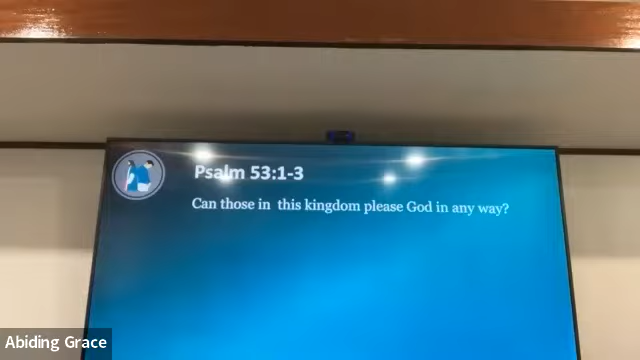 Psalm 53:1-3
Can those in this kingdom please God in any way?
Abiding Grace